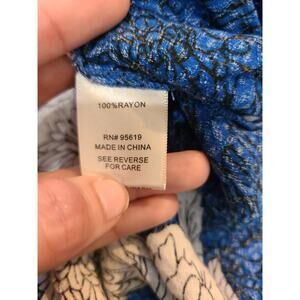 100%RAYON
RN# 95619
MADE IN CHINA
SEE REVERSE
FOR CARE